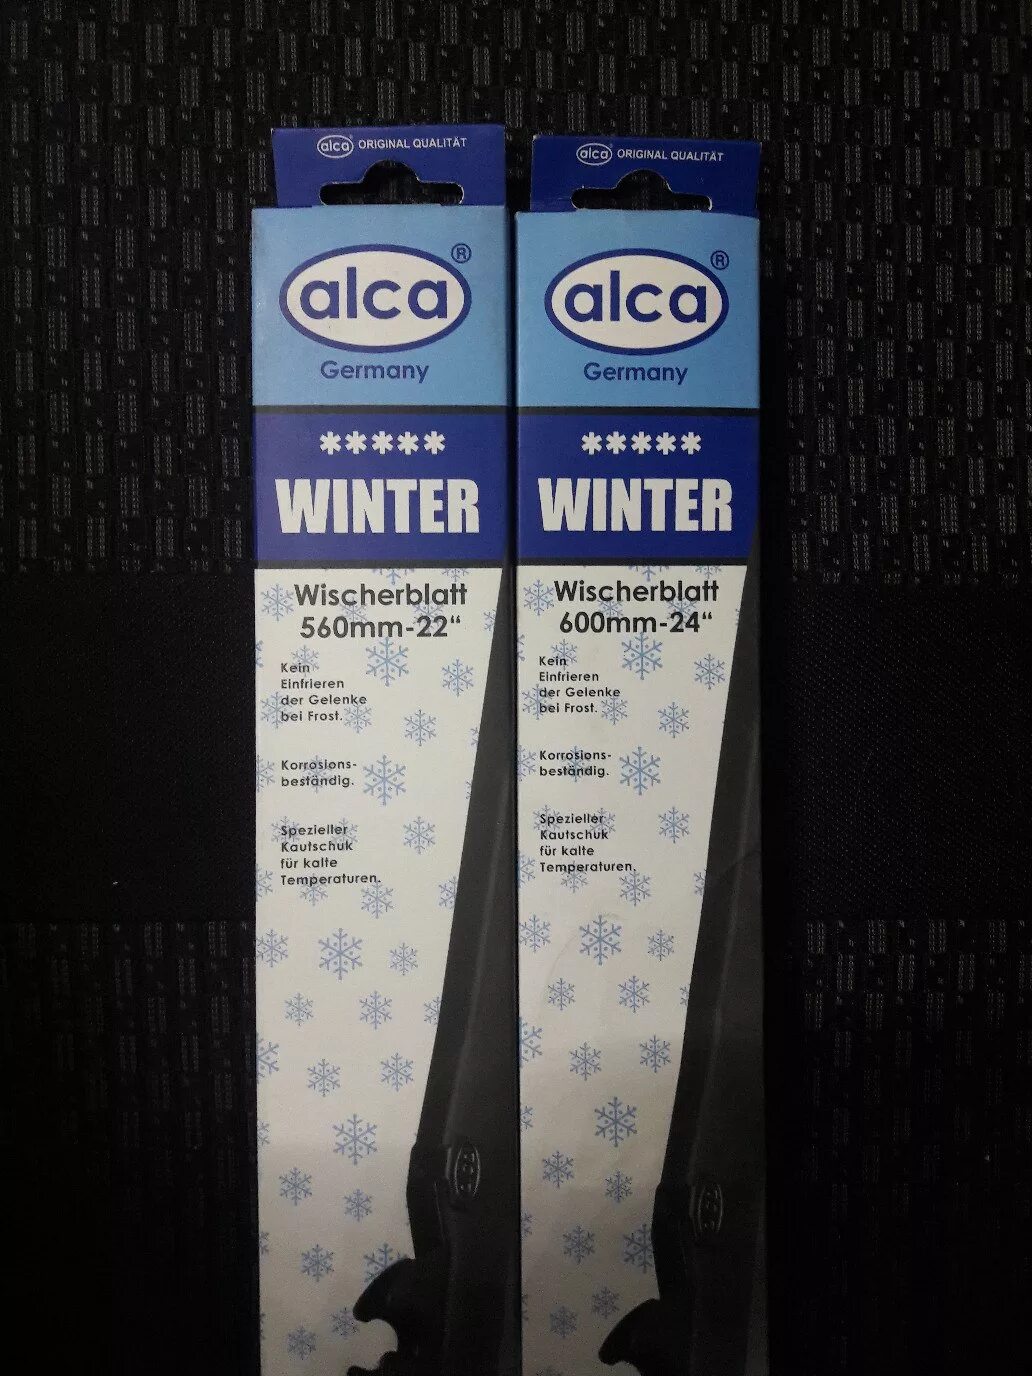 alca ORIGINAL QUALITÄT
alca®
Germany
*****
WINTER
Wischerblatt
560mm-22“
Kein
Einfrieren
der Gelenke
bei Frost.
Korrosions-
beständig.
Spezieller
Kautschuk
für kalte
Temperaturen.
alca
alca ORIGINAL QUALITÄT
alca®
Germany
*****
WINTER
Wischerblatt
600mm-24“
Kein
Einfrieren
der Gelenke
bei Frost.
Korrosions-
beständig.
Spezieller
Kautschuk
für kalte
Temperaturen.
alca